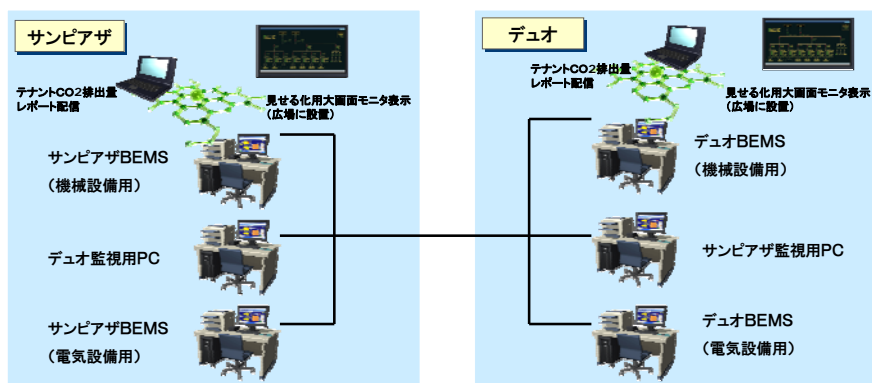 サンピアザ
テナントCO2排出量
レポート配信
見せる化用大画面モニタ表示
(広場に設置)
サンピアザBEMS
(機械設備用)
デュオ監視用PC
サンピアザBEMS
(電気設備用)
デュオ
テナントCO2排出量
レポート配信
見せる化用大画面モニタ表示
(広場に設置)
デュオBEMS
(機械設備用)
サンピアザ監視用PC
デュオBEMS
(電気設備用)